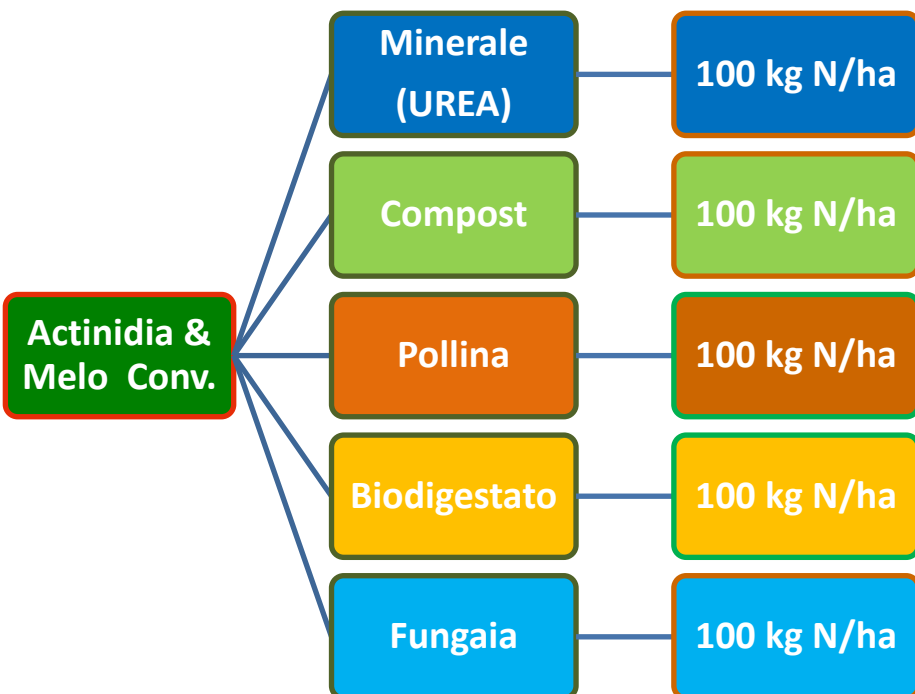 Minerale
(UREA)
100 kg N/ha
Compost
100 kg N/ha
Actinidia &
Melo Conv.
Pollina
100 kg N/ha
Biodigestato
100 kg N/ha
Fungaia
100 kg N/ha